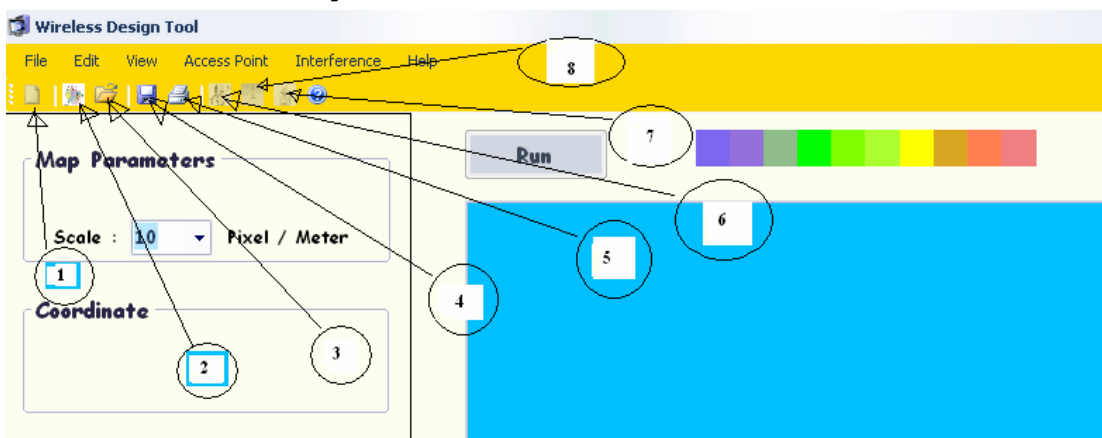 Wireless Design Tool
File Edit View Access Point Interference Help
8
7
Map Parameters
Run
6
Scale : 10 Pixel / Meter
5
1
4
Coordinate
3
2